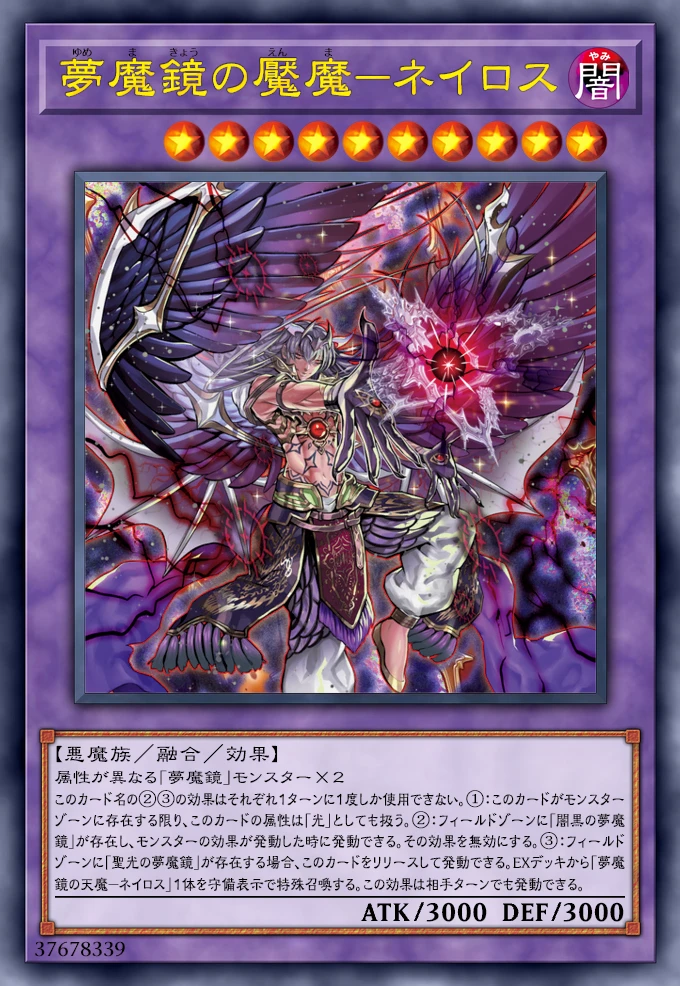 ゆめ ま きょう えん ま
夢魔鏡の魘魔－ネイロス
やみ
闇
【悪魔族／融合／効果】
属性が異なる「夢魔鏡」モンスター×２
このカード名の②③の効果はそれぞれ1ターンに1度しか使用できない。①：このカードがモンスター
ゾーンに存在する限り、このカードの属性は「光」としても扱う。②：フィールドゾーンに「闇黒の夢魔
鏡」が存在し、モンスターの効果が発動した時に発動できる。その効果を無効にする。③：フィールド
ゾーンに「聖光の夢魔鏡」が存在する場合、このカードをリリースして発動できる。EXデッキから「夢魔
鏡の天魔－ネイロス」1体を守備表示で特殊召喚する。この効果は相手ターンでも発動できる。
ATK/3000 DEF/3000
37678339